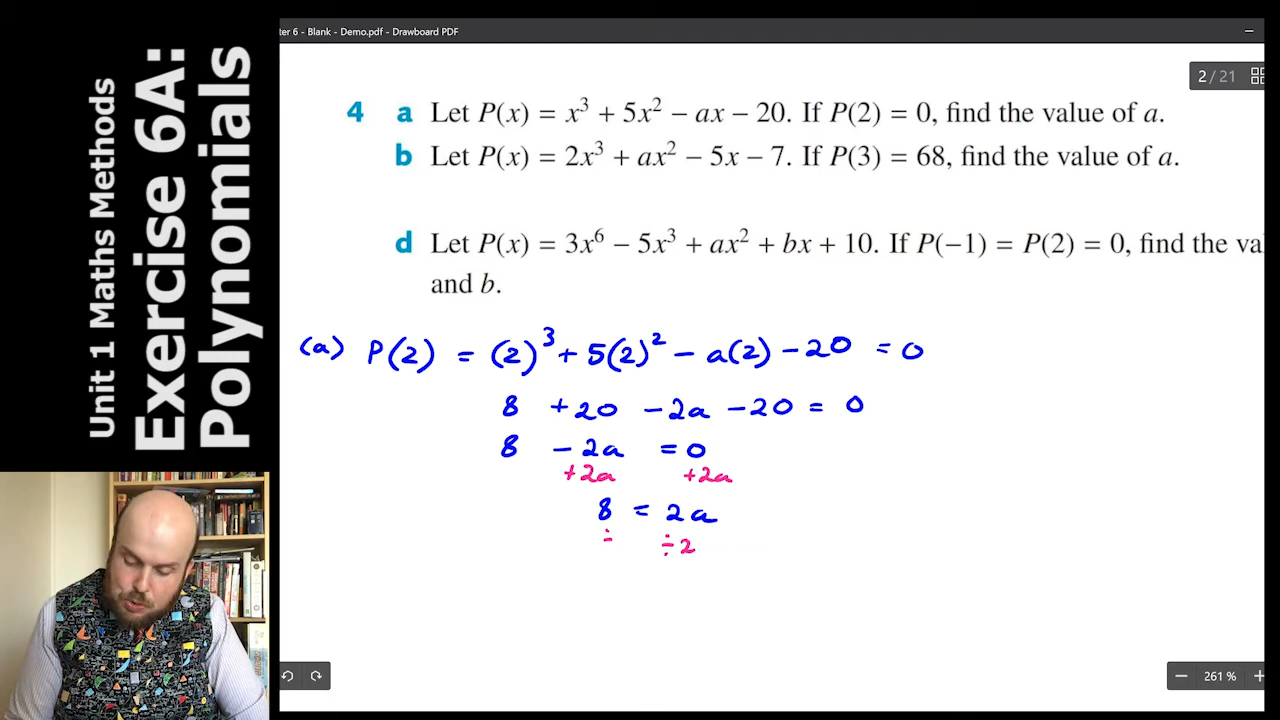 Unit 1 Maths Methods
Exercise 6A:
Polynomials
ter 6 - Blank - Demo.pdf - Drawboard PDF
2 / 21
4 a Let P(x) = x³ + 5x² − ax − 20. If P(2) = 0, find the value of a.
b Let P(x) = 2x³ + ax² − 5x − 7. If P(3) = 68, find the value of a.
d Let P(x) = 3x⁶ − 5x³ + ax² + bx + 10. If P(−1) = P(2) = 0, find the va
and b.
(a) P(2) = (2)³ + 5(2)² − a(2) − 20 = 0
8 + 20 − 2a − 20 = 0
8 − 2a = 0
+2a +2a
8 = 2a
÷ ÷2
261 %